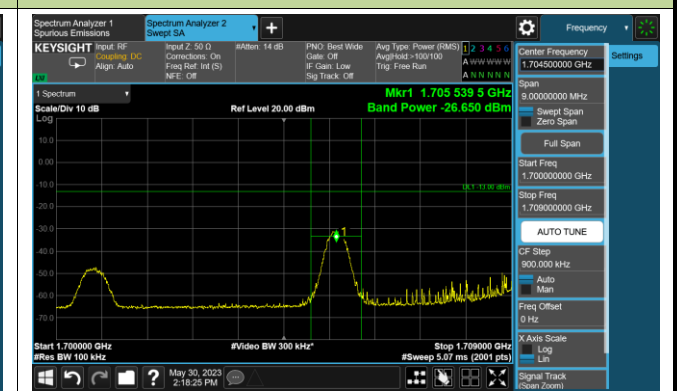 Spectrum Analyzer 1
Spurious Emissions
Spectrum Analyzer 2
Swept SA
Frequency
KEYSIGHT
Input: RF
Coupling: DC
Align: Auto
Input Z: 50 Ω
Corrections: On
Freq Ref: Int (S)
NFE: Off
#Atten: 14 dB
PNO: Best Wide
Gate: Off
IF Gain: Low
Sig Track: Off
Avg Type: Power (RMS)
Avg|Hold:>100/100
Trig: Free Run
1 2 3 4 5 6
A W W W W W
A N N N N N
1 Spectrum
Scale/Div 10 dB
Log
Ref Level 20.00 dBm
Mkr1 1.705 539 5 GHz
Band Power -26.650 dBm
10.0
0.00
-10.0
-20.0
-30.0
-40.0
-50.0
-60.0
-70.0
DL1 -13.00 dBm
1
Start 1.700000 GHz
#Res BW 100 kHz
#Video BW 300 kHz*
Stop 1.709000 GHz
#Sweep 5.07 ms (2001 pts)
May 30, 2023
2:18:25 PM
Center Frequency
1.704500000 GHz
Settings
Span
9.00000000 MHz
Swept Span
Zero Span
Full Span
Start Freq
1.700000000 GHz
Stop Freq
1.709000000 GHz
AUTO TUNE
CF Step
900.000 kHz
Auto
Man
Freq Offset
0 Hz
X Axis Scale
Log
Lin
Signal Track
(Span Zoom)